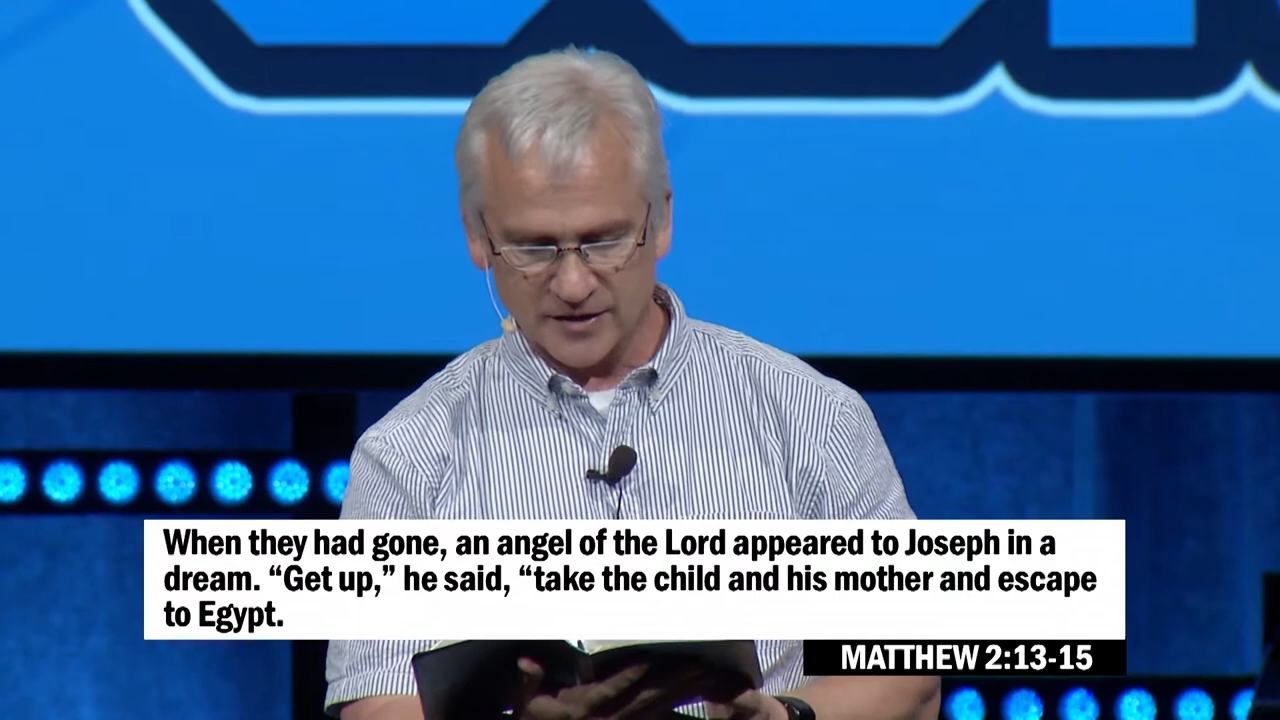 When they had gone, an angel of the Lord appeared to Joseph in a
dream. “Get up,” he said, “take the child and his mother and escape
to Egypt.
MATTHEW 2:13-15